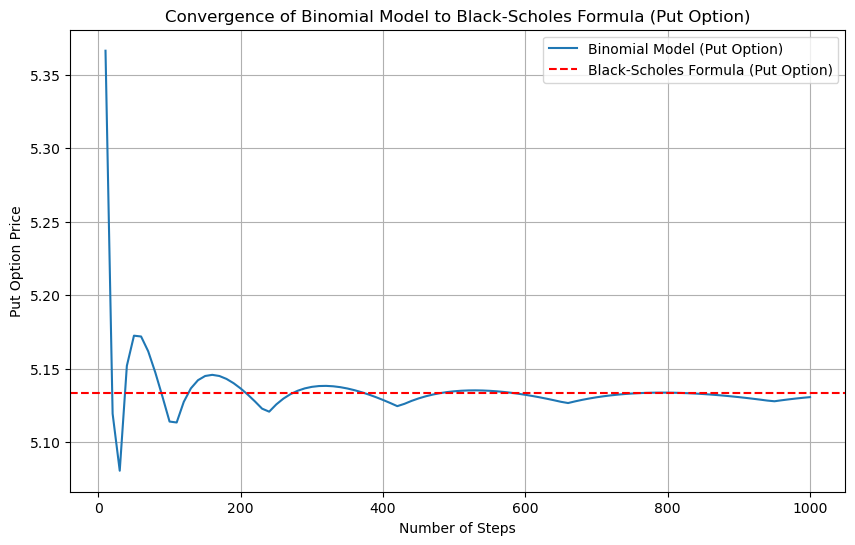 Convergence of Binomial Model to Black-Scholes Formula (Put Option)
Binomial Model (Put Option)
Black-Scholes Formula (Put Option)
Put Option Price
5.35
5.30
5.25
5.20
5.15
5.10
0 200 400 600 800 1000
Number of Steps